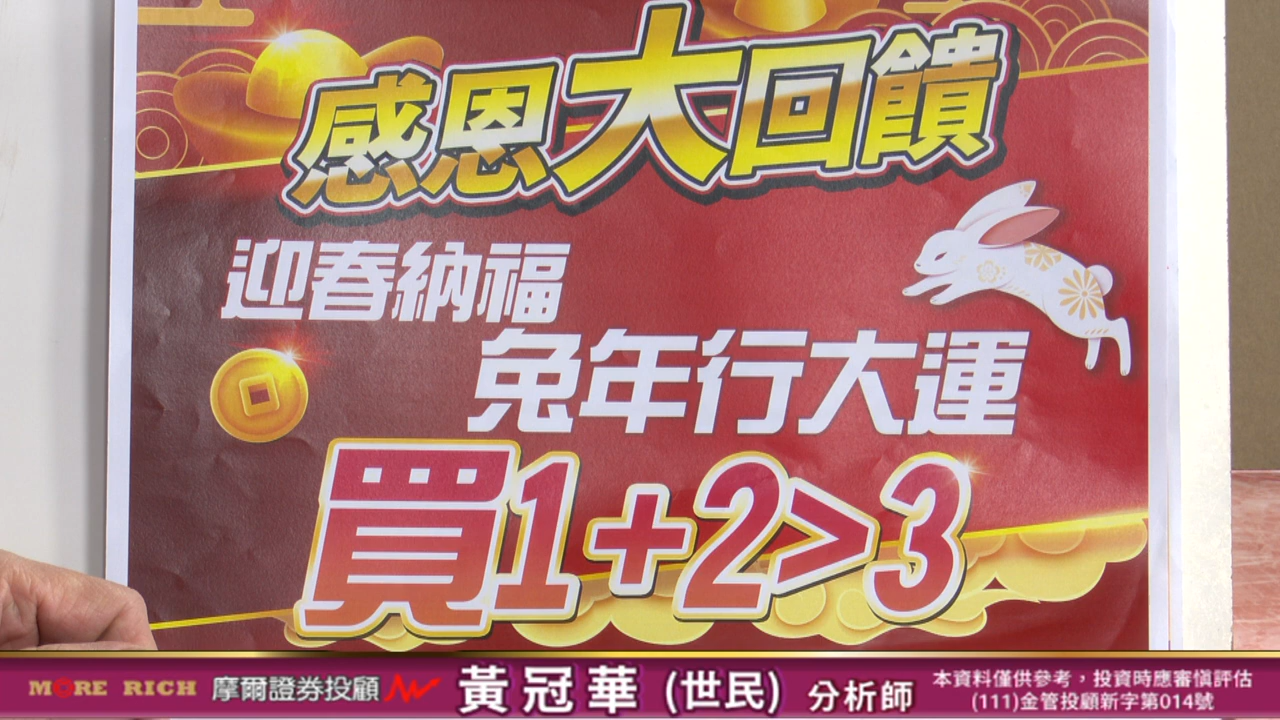 感恩大回饋
迎春納福
兔年行大運
買1+2>3
MORE RICH 摩爾證券投顧 黃冠華 (世民) 分析師
本資料僅供參考，投資時應審慎評估
(111)金管投顧新字第014號